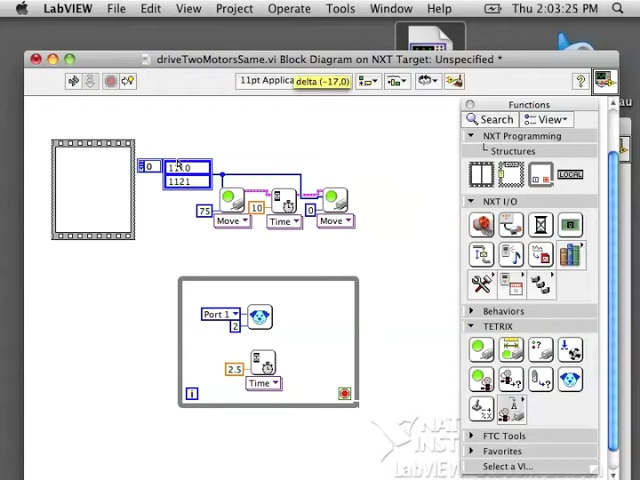 LabVIEW File Edit View Project Operate Tools Window Help Thu 2:03:25 PM
driveTwoMotorsSame.vi Block Diagram on NXT Target: Unspecified *
11pt Applica
delta (-17,0)
Functions
Search View
NXT Programming
Structures
LOCAL
NXT I/O
Behaviors
TETRIX
FTC Tools
Favorites
Select a VI...
0
1121
75
Move
10
Time
0
Move
Port 1
2
2.5
Time
i